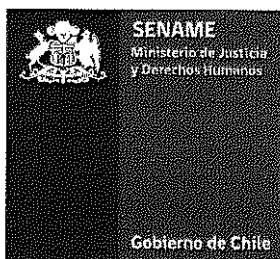 SENAME
Ministerio de Justicia
y Derechos Humanos
Gobierno de Chile